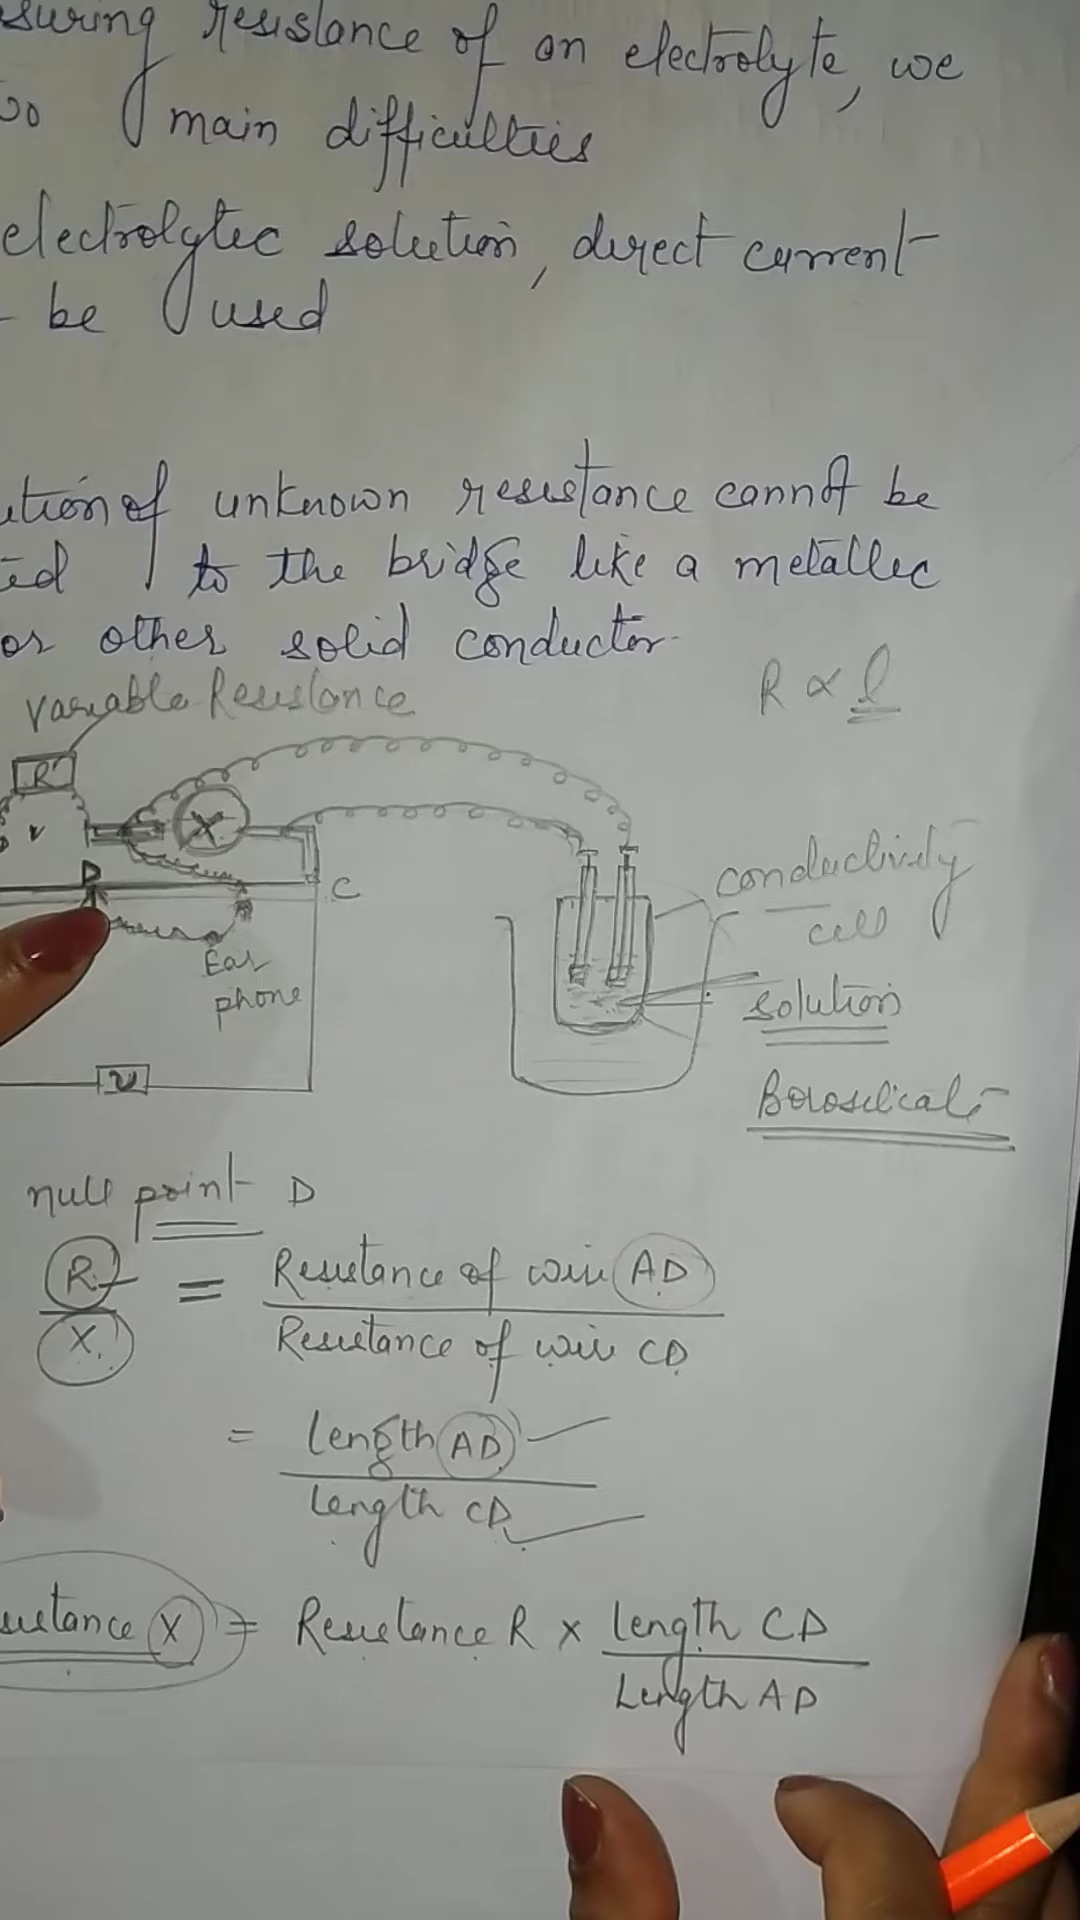 suring resistance of an electrolyte, we
main difficulties
electrolytic solution, direct current
be used
ution of unknown resistance cannot be
ed to the bridge like a metallic
or other solid conductor
Variable Resistance
R ∝ l
R
V
X
D
C
Ear
phone
conductivity
cell
solution
Borosilicate
null point D
R = Resistance of wire AD
X Resistance of wire CD
= length AD
length CD
sistance X = Resistance R × length CD
Length AD